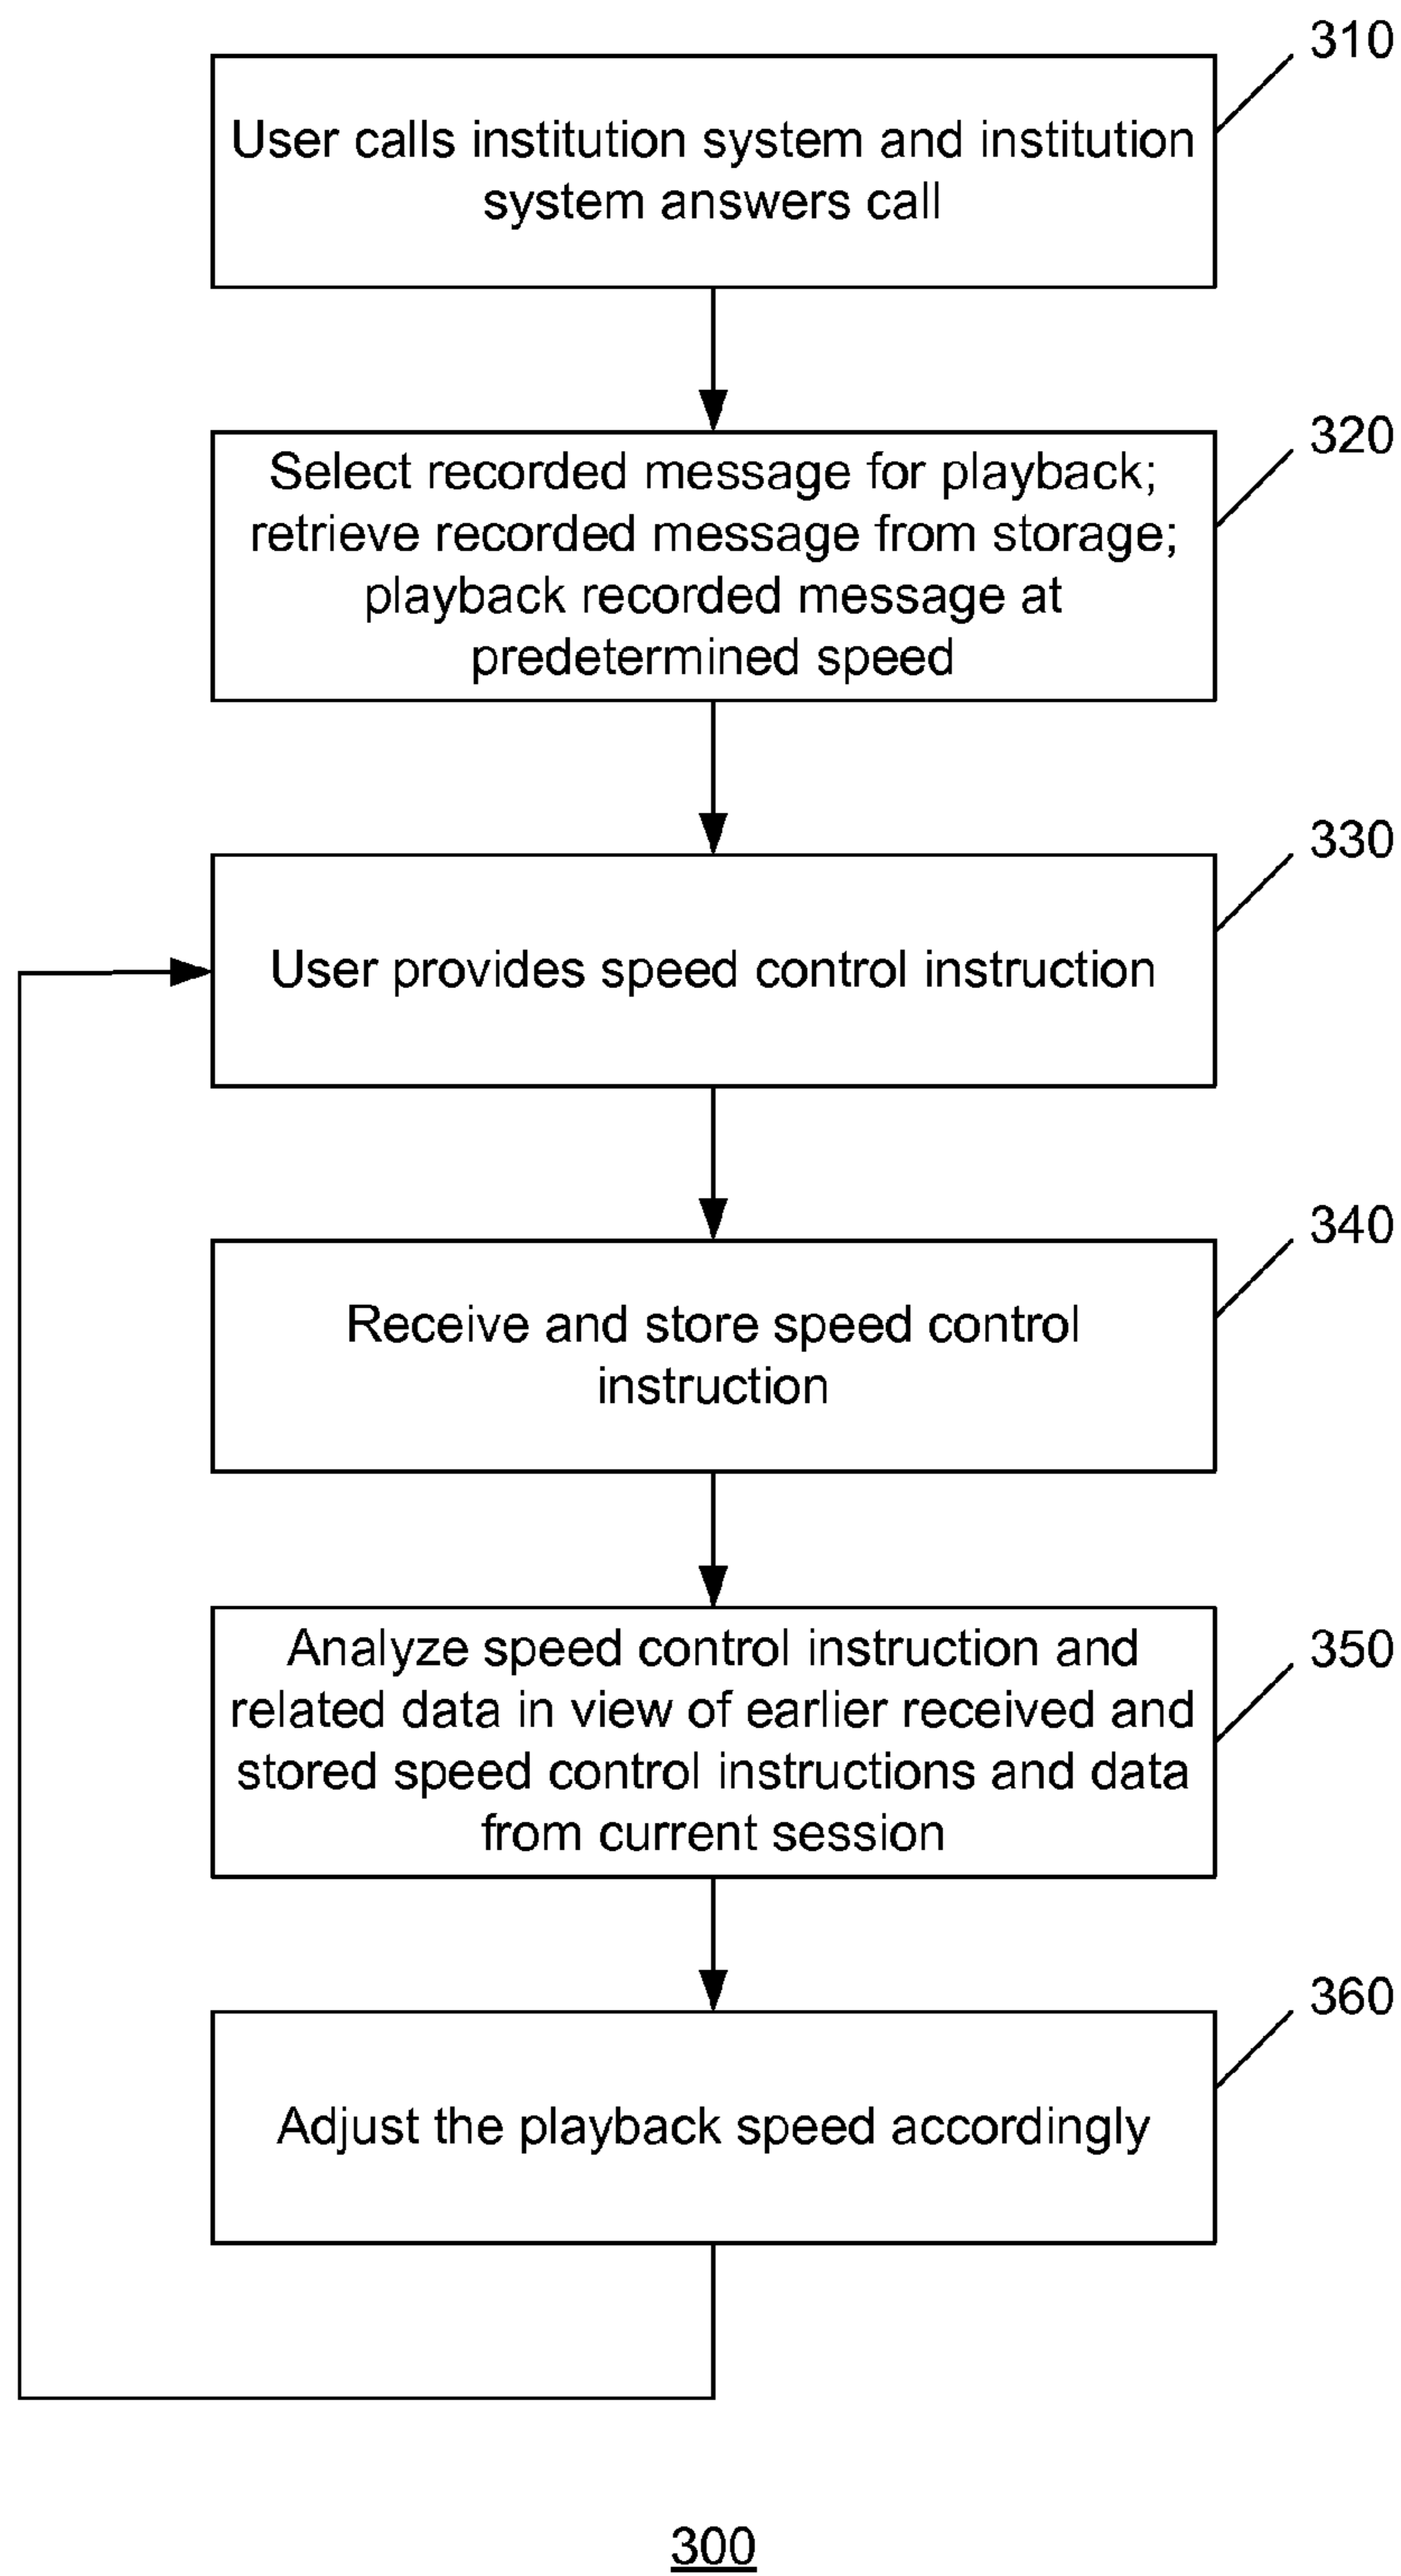 310
User calls institution system and institution
system answers call
320
Select recorded message for playback;
retrieve recorded message from storage;
playback recorded message at
predetermined speed
330
User provides speed control instruction
340
Receive and store speed control
instruction
350
Analyze speed control instruction and
related data in view of earlier received and
stored speed control instructions and data
from current session
360
Adjust the playback speed accordingly
300